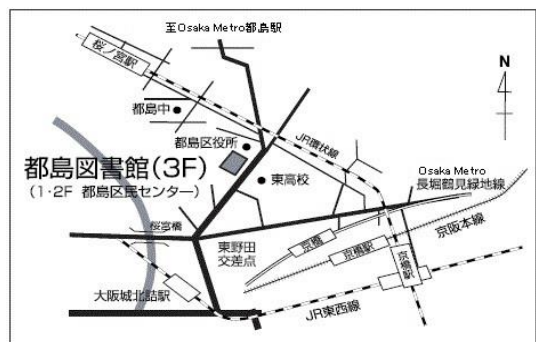 至Osaka Metro都島駅
桜ノ宮駅
N
都島中
都島区役所
JR環状線
都島図書館(3F)
(1・2F 都島区民センター)
東高校
Osaka Metro
長堀鶴見緑地線
桜宮橋
東野田
交差点
京橋
京橋駅
京阪本線
京橋駅
大阪城北詰駅
JR東西線